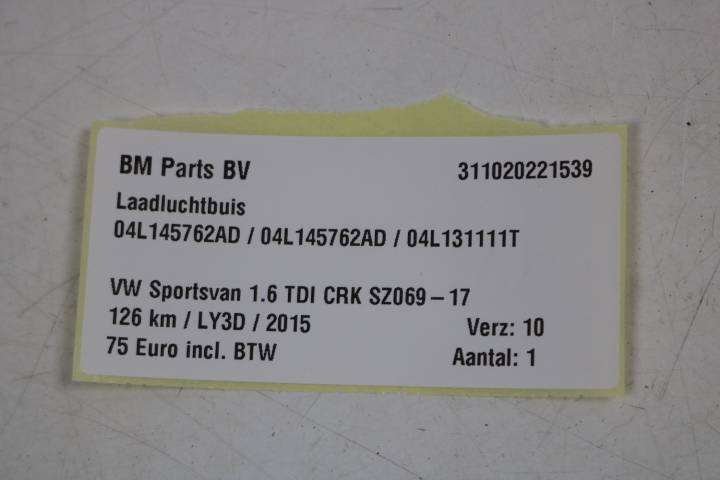 BM Parts BV 311020221539
Laadluchtbuis
04L145762AD / 04L145762AD / 04L131111T
VW Sportsvan 1.6 TDI CRK SZ069 – 17
126 km / LY3D / 2015 Verz: 10
75 Euro incl. BTW Aantal: 1